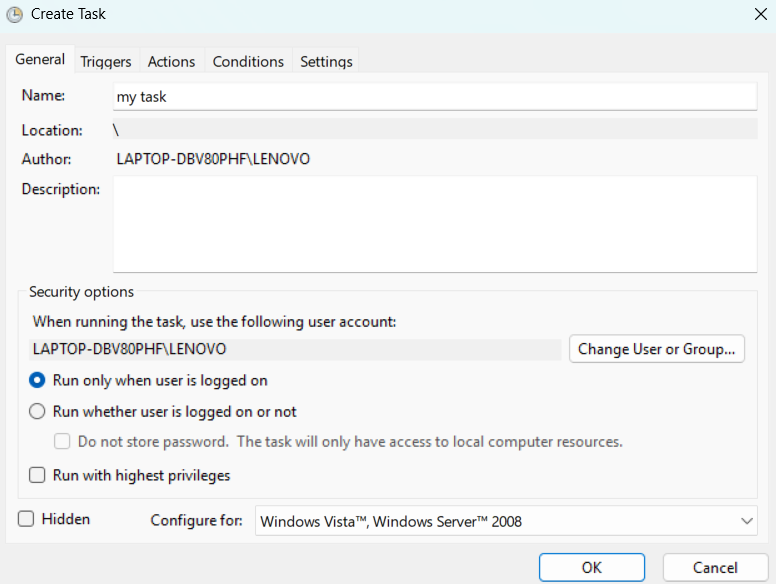 Create Task
General Triggers Actions Conditions Settings
Name: my task
Location: \
Author: LAPTOP-DBV80PHF\LENOVO
Description:
Security options
When running the task, use the following user account:
LAPTOP-DBV80PHF\LENOVO Change User or Group...
Run only when user is logged on
Run whether user is logged on or not
Do not store password. The task will only have access to local computer resources.
Run with highest privileges
Hidden Configure for: Windows Vista™, Windows Server™ 2008
OK Cancel